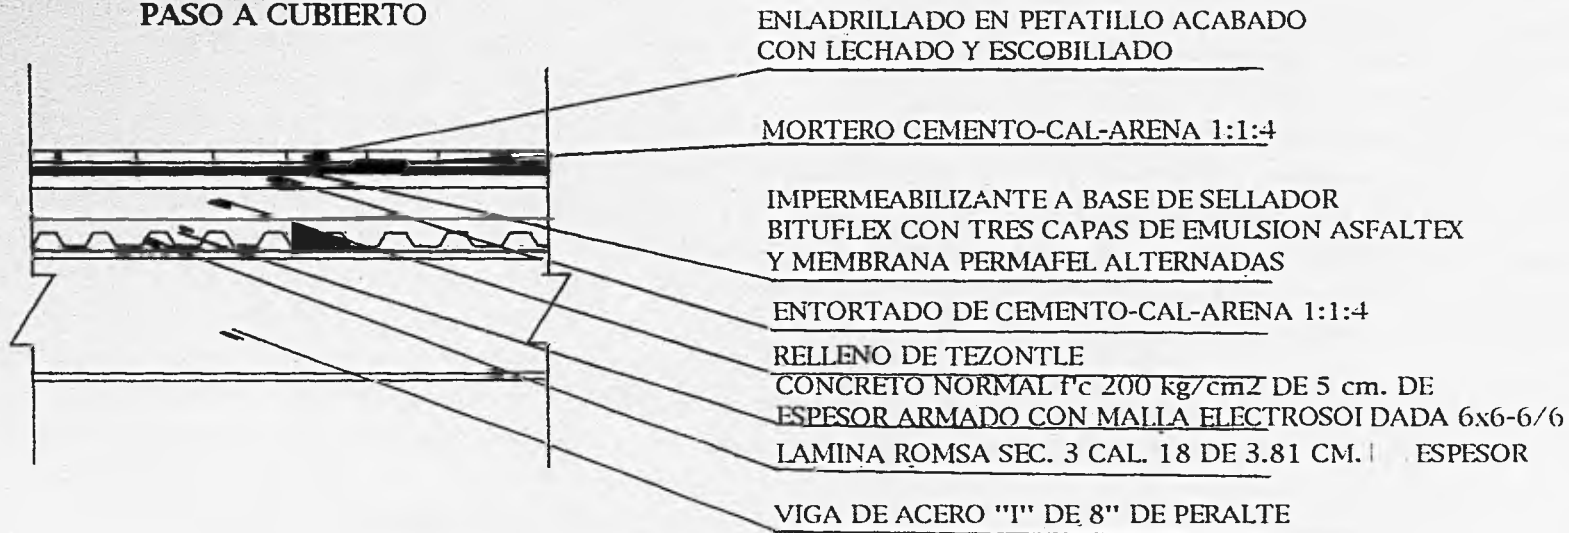 PASO A CUBIERTO
ENLADRILLADO EN PETATILLO ACABADO
CON LECHADO Y ESCOBILLADO
MORTERO CEMENTO-CAL-ARENA 1:1:4
IMPERMEABILIZANTE A BASE DE SELLADOR
BITUFLEX CON TRES CAPAS DE EMULSION ASFALTEX
Y MEMBRANA PERMAFEL ALTERNADAS
ENTORTADO DE CEMENTO-CAL-ARENA 1:1:4
RELLENO DE TEZONTLE
CONCRETO NORMAL f'c 200 kg/cm2 DE 5 cm. DE
ESPESOR ARMADO CON MALLA ELECTROSOLDADA 6x6-6/6
LAMINA ROMSA SEC. 3 CAL. 18 DE 3.81 CM. ESPESOR
VIGA DE ACERO "I" DE 8" DE PERALTE